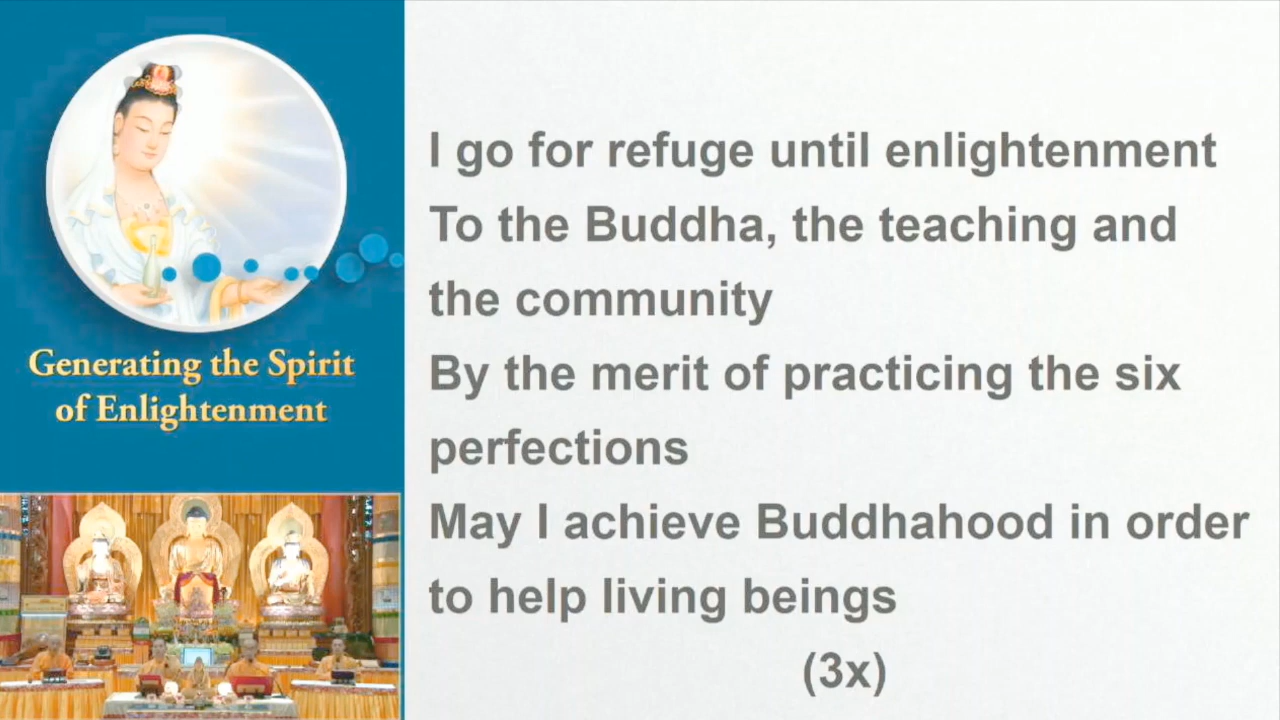 Generating the Spirit
of Enlightenment
I go for refuge until enlightenment
To the Buddha, the teaching and
the community
By the merit of practicing the six
perfections
May I achieve Buddhahood in order
to help living beings
(3x)